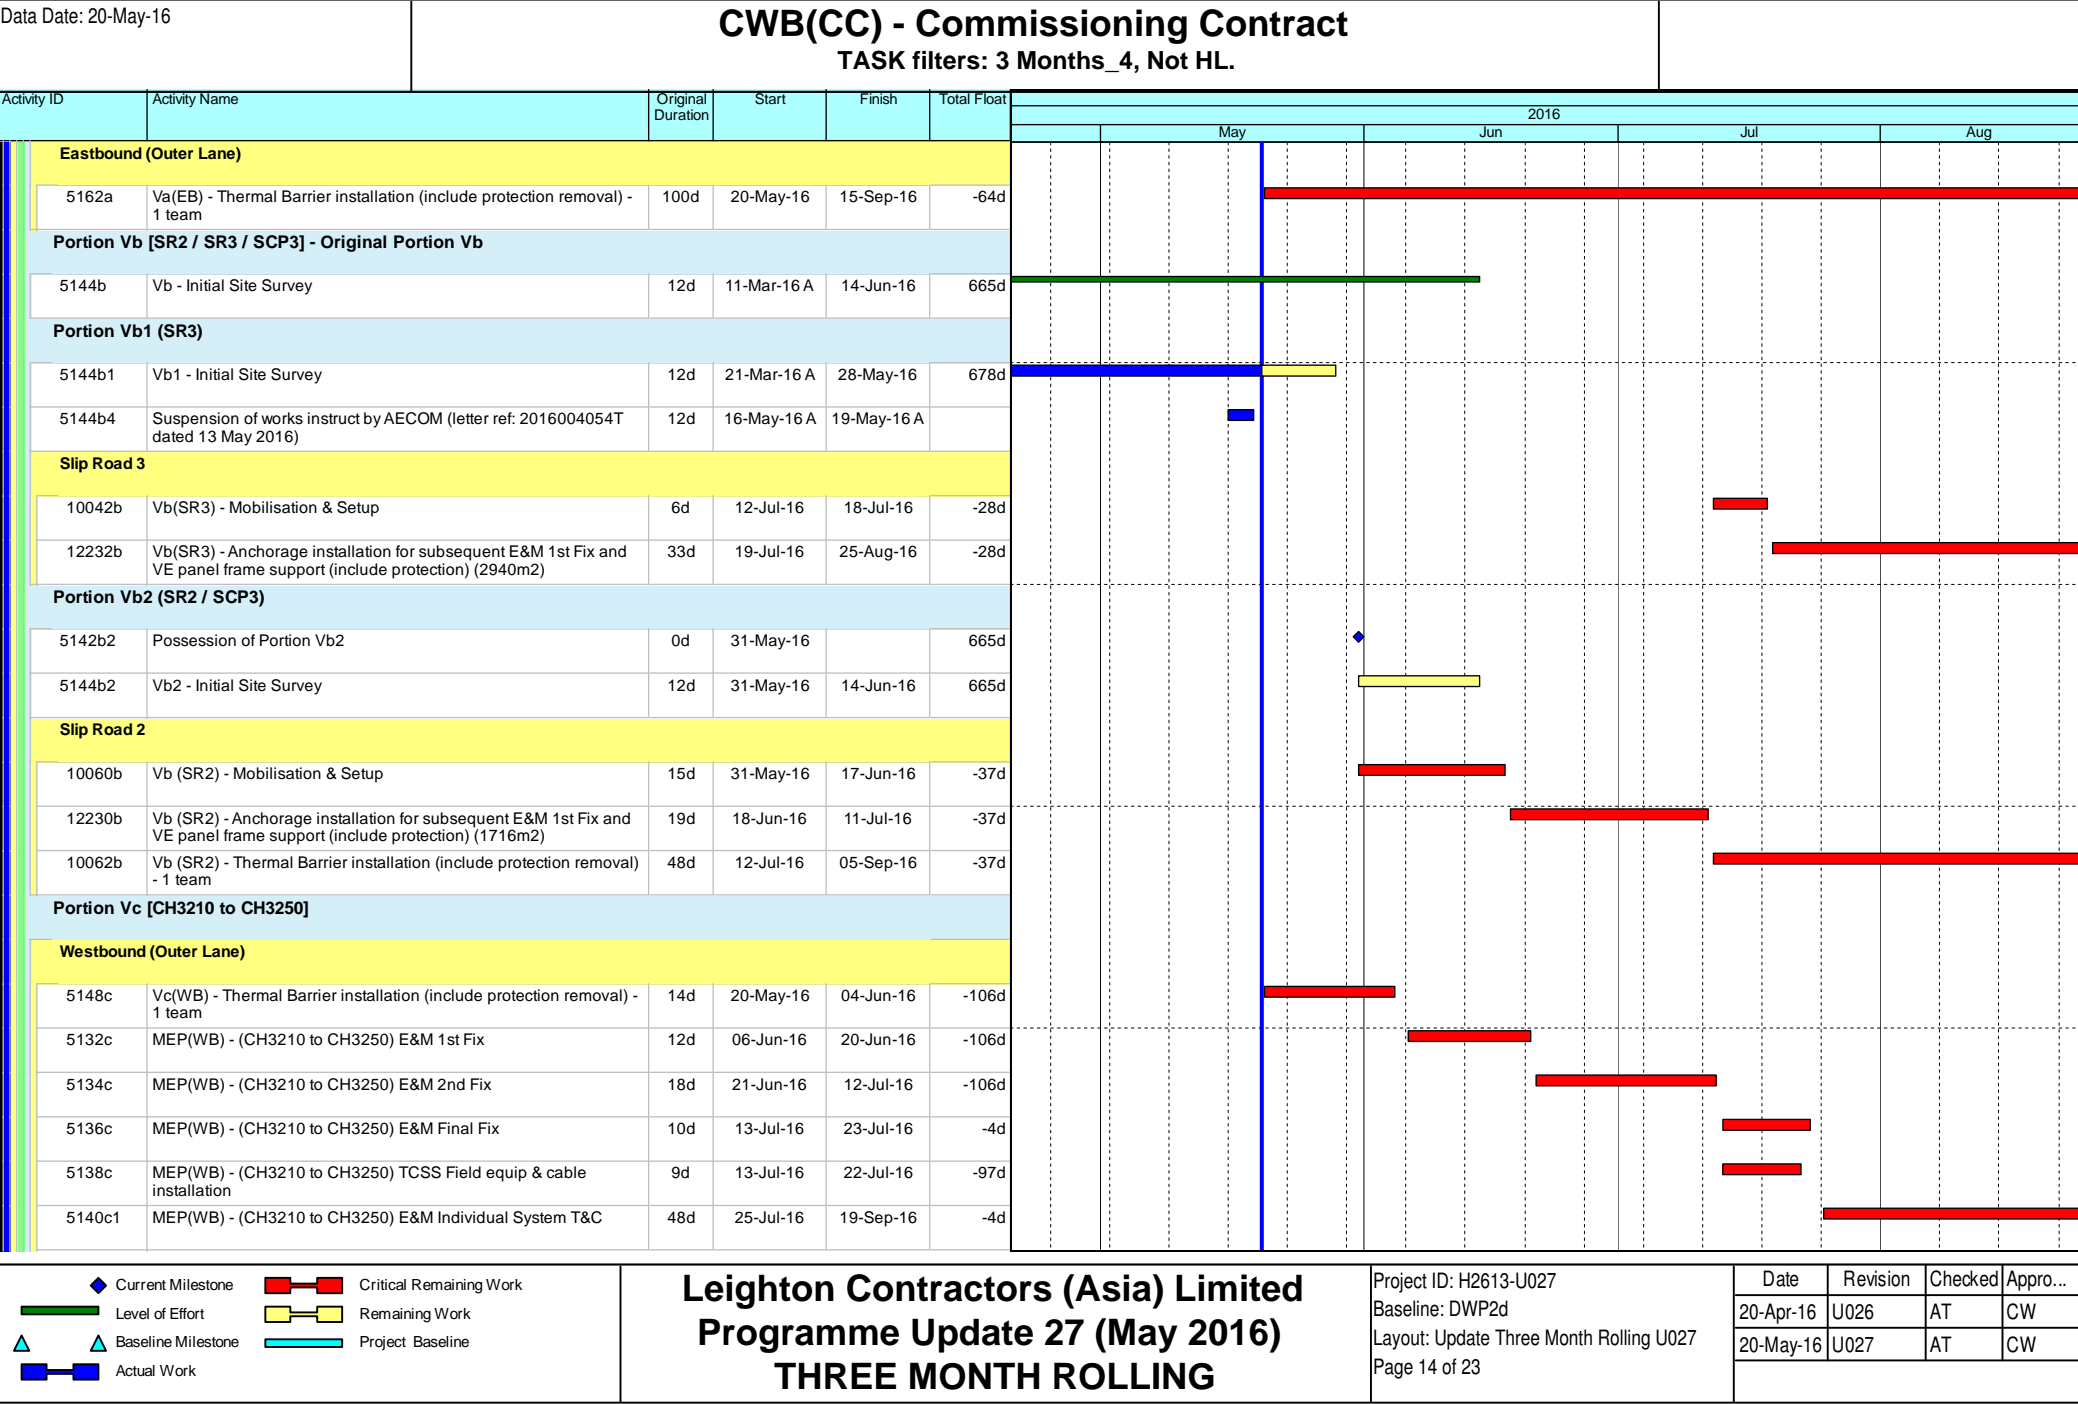 Data Date: 20-May-16
CWB(CC) - Commissioning Contract
TASK filters: 3 Months_4, Not HL.
Activity ID Activity Name Original Duration Start Finish Total Float
2016
May Jun Jul Aug
Eastbound (Outer Lane)
5162a Va(EB) - Thermal Barrier installation (include protection removal) - 100d 20-May-16 15-Sep-16 -64d
1 team
Portion Vb [SR2 / SR3 / SCP3] - Original Portion Vb
5144b Vb - Initial Site Survey 12d 11-Mar-16 A 14-Jun-16 665d
Portion Vb1 (SR3)
5144b1 Vb1 - Initial Site Survey 12d 21-Mar-16 A 28-May-16 678d
5144b4 Suspension of works instruct by AECOM (letter ref: 2016004054T 12d 16-May-16 A 19-May-16 A
dated 13 May 2016)
Slip Road 3
10042b Vb(SR3) - Mobilisation & Setup 6d 12-Jul-16 18-Jul-16 -28d
12232b Vb(SR3) - Anchorage installation for subsequent E&M 1st Fix and 33d 19-Jul-16 25-Aug-16 -28d
VE panel frame support (include protection) (2940m2)
Portion Vb2 (SR2 / SCP3)
5142b2 Possession of Portion Vb2 0d 31-May-16 665d
5144b2 Vb2 - Initial Site Survey 12d 31-May-16 14-Jun-16 665d
Slip Road 2
10060b Vb (SR2) - Mobilisation & Setup 15d 31-May-16 17-Jun-16 -37d
12230b Vb (SR2) - Anchorage installation for subsequent E&M 1st Fix and 19d 18-Jun-16 11-Jul-16 -37d
VE panel frame support (include protection) (1716m2)
10062b Vb (SR2) - Thermal Barrier installation (include protection removal) 48d 12-Jul-16 05-Sep-16 -37d
- 1 team
Portion Vc [CH3210 to CH3250]
Westbound (Outer Lane)
5148c Vc(WB) - Thermal Barrier installation (include protection removal) - 14d 20-May-16 04-Jun-16 -106d
1 team
5132c MEP(WB) - (CH3210 to CH3250) E&M 1st Fix 12d 06-Jun-16 20-Jun-16 -106d
5134c MEP(WB) - (CH3210 to CH3250) E&M 2nd Fix 18d 21-Jun-16 12-Jul-16 -106d
5136c MEP(WB) - (CH3210 to CH3250) E&M Final Fix 10d 13-Jul-16 23-Jul-16 -4d
5138c MEP(WB) - (CH3210 to CH3250) TCSS Field equip & cable 9d 13-Jul-16 22-Jul-16 -97d
installation
5140c1 MEP(WB) - (CH3210 to CH3250) E&M Individual System T&C 48d 25-Jul-16 19-Sep-16 -4d
Current Milestone Critical Remaining Work
Level of Effort Remaining Work
Baseline Milestone Project Baseline
Actual Work
Leighton Contractors (Asia) Limited
Programme Update 27 (May 2016)
THREE MONTH ROLLING
Project ID: H2613-U027
Baseline: DWP2d
Layout: Update Three Month Rolling U027
Page 14 of 23
Date Revision Checked Appro...
20-Apr-16 U026 AT CW
20-May-16 U027 AT CW